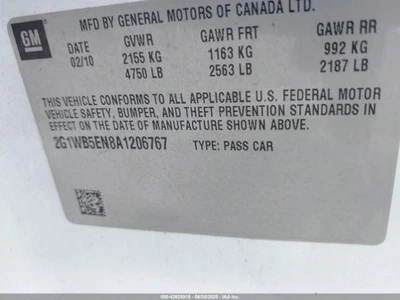 MFD BY GENERAL MOTORS OF CANADA LTD.
GM
DATE GVWR GAWR FRT GAWR RR
02/10 2155 KG 1163 KG 992 KG
4750 LB 2563 LB 2187 LB
THIS VEHICLE CONFORMS TO ALL APPLICABLE U.S. FEDERAL MOTOR
VEHICLE SAFETY, BUMPER, AND THEFT PREVENTION STANDARDS IN
EFFECT ON THE DATE OF MANUFACTURE SHOWN ABOVE.
2G1WB5EN8A1206767 TYPE: PASS CAR